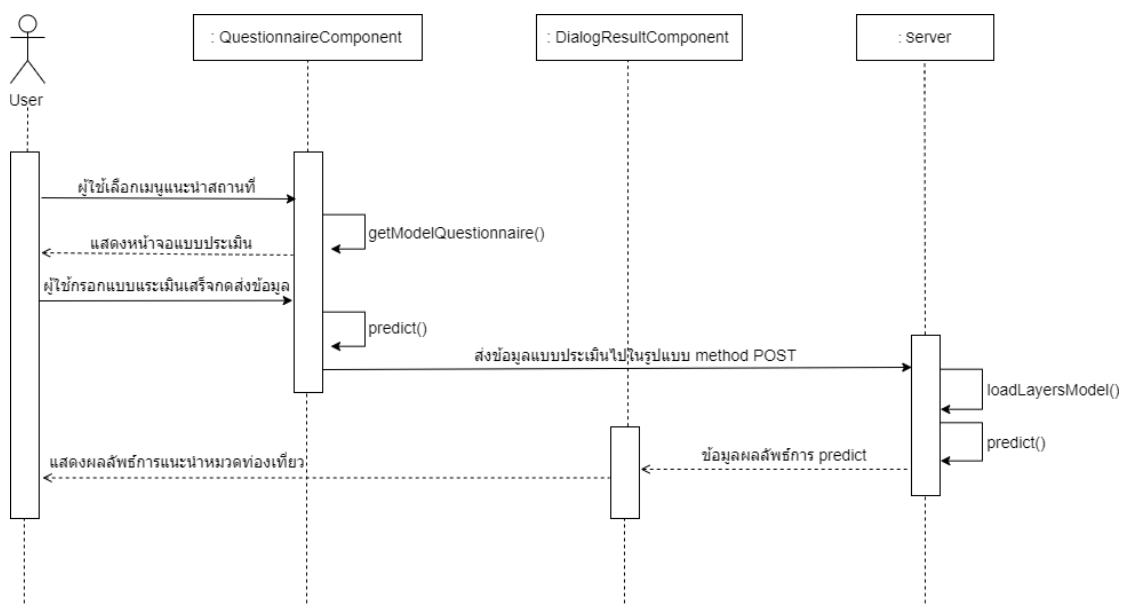 : QuestionnaireComponent
: DialogResultComponent
: Server
User
ผู้ใช้เลือกเมนูแนะนำสถานที่
getModelQuestionnaire()
แสดงหน้าจอแบบประเมิน
ผู้ใช้กรอกแบบแระเมินเสร็จกดส่งข้อมูล
predict()
ส่งข้อมูลแบบประเมินไปในรูปแบบ method POST
loadLayersModel()
predict()
ข้อมูลผลลัพธ์การ predict
แสดงผลลัพธ์การแนะนำหมวดท่องเที่ยว